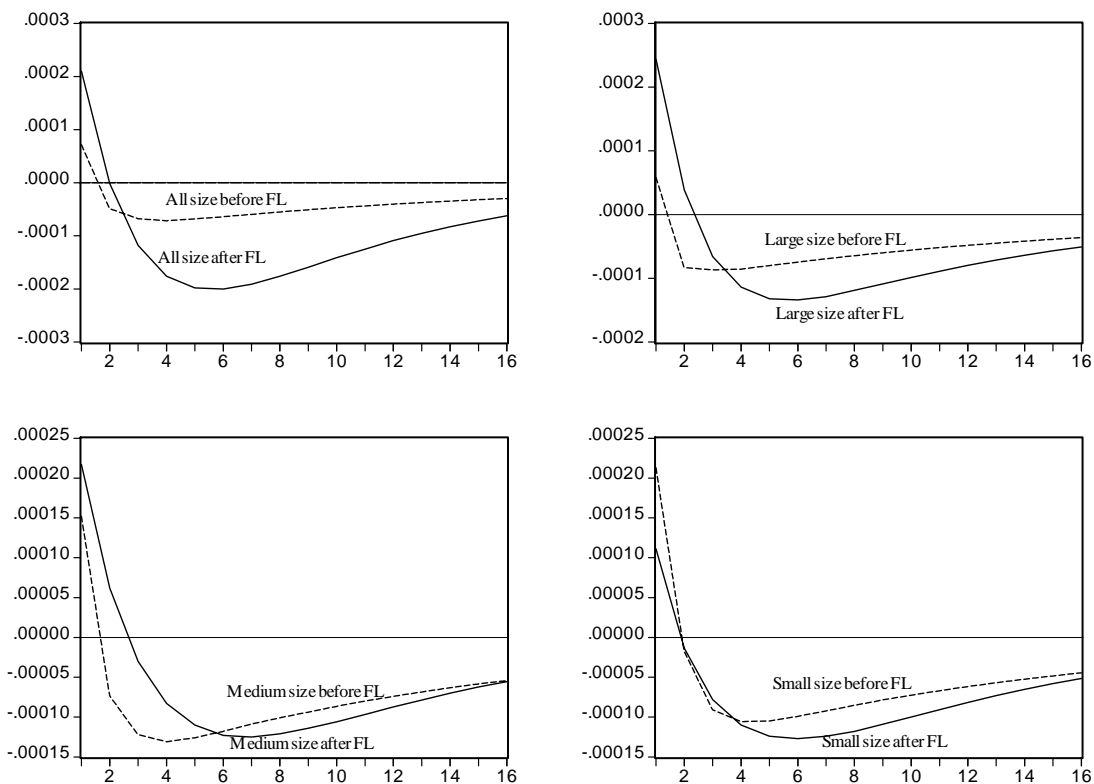 .0003
.0002
.0001
.0000
-.0001
-.0002
-.0003
All size before FL
All size after FL
2 4 6 8 10 12 14 16
.0003
.0002
.0001
.0000
-.0001
-.0002
Large size before FL
Large size after FL
2 4 6 8 10 12 14 16
.00025
.00020
.00015
.00010
.00005
.00000
-.00005
-.00010
-.00015
Medium size before FL
Medium size after FL
2 4 6 8 10 12 14 16
.00025
.00020
.00015
.00010
.00005
.00000
-.00005
-.00010
-.00015
Small size before FL
Small size after FL
2 4 6 8 10 12 14 16